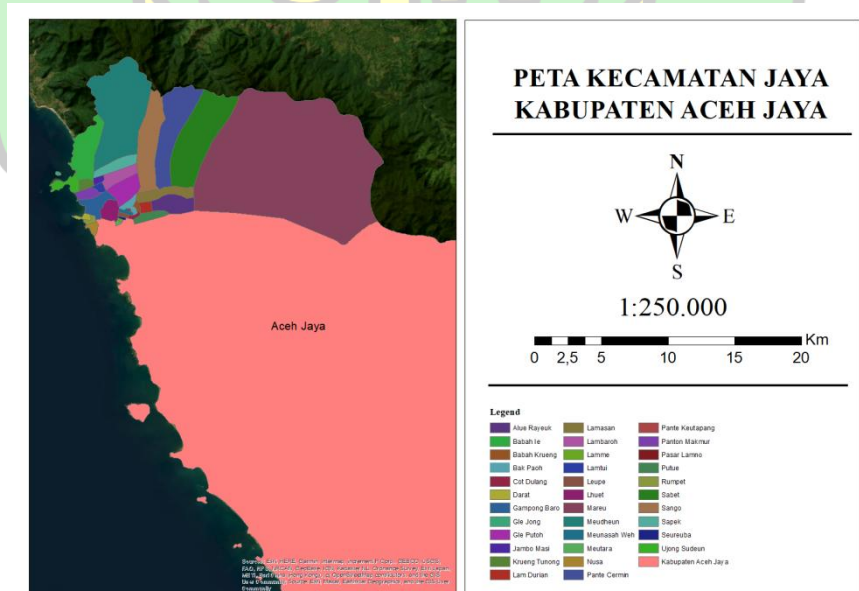 PETA KECAMATAN JAYA
KABUPATEN ACEH JAYA
N
W
E
S
1:250.000
Km
0 2,5 5 10 15 20
Aceh Jaya
Legend
Alue Rayeuk
Babah Ie
Babah Krueng
Bak Paoh
Cot Dulang
Darat
Gampong Baro
Gle Jong
Gle Putoh
Jambo Masi
Krueng Tunong
Lam Durian
Lamasan
Lambaroh
Lamme
Lamtui
Leupe
Lhuet
Mareu
Meudheun
Meunasah Weh
Meutara
Nusa
Pante Cermin
Pante Keutapang
Panton Makmur
Pasar Lamno
Putue
Rumpet
Sabet
Sango
Sapek
Seureuba
Ujong Sudeun
Kabupaten Aceh Jaya